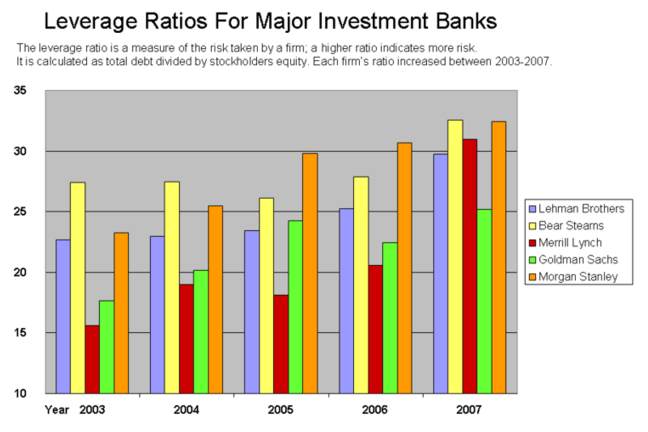 Leverage Ratios For Major Investment Banks
The leverage ratio is a measure of the risk taken by a firm; a higher ratio indicates more risk.
It is calculated as total debt divided by stockholders equity. Each firm's ratio increased between 2003-2007.
35
30
25
20
15
10
Year 2003 2004 2005 2006 2007
Lehman Brothers
Bear Stearns
Merrill Lynch
Goldman Sachs
Morgan Stanley